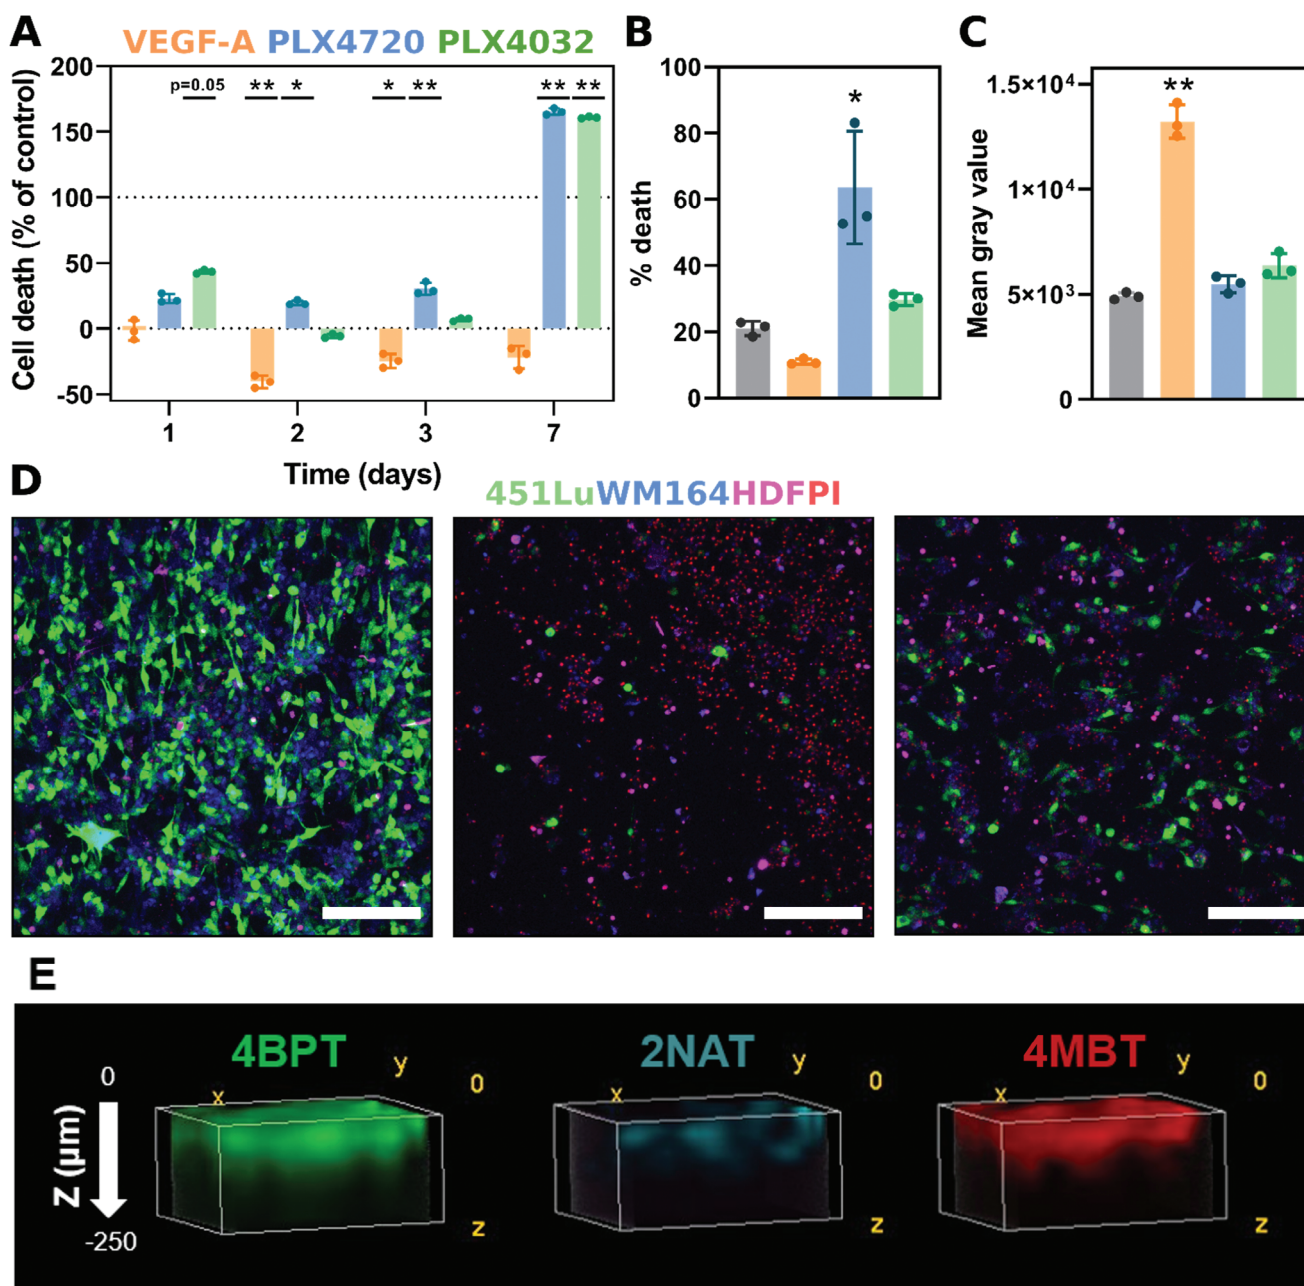 A
VEGF-A PLX4720 PLX4032
Cell death (% of control)
200
150
100
50
0
-50
p=0.05
**
*
*
**
**
**
1
2
3
7
Time (days)
B
% death
100
80
60
40
20
0
*
C
Mean gray value
1.5×10⁴
1×10⁴
5×10³
0
**
D
451LuWM164HDFPI
E
4BPT
2NAT
4MBT
0
Z (µm)
-250
x
y
0
z
x
y
0
z
x
y
0
z